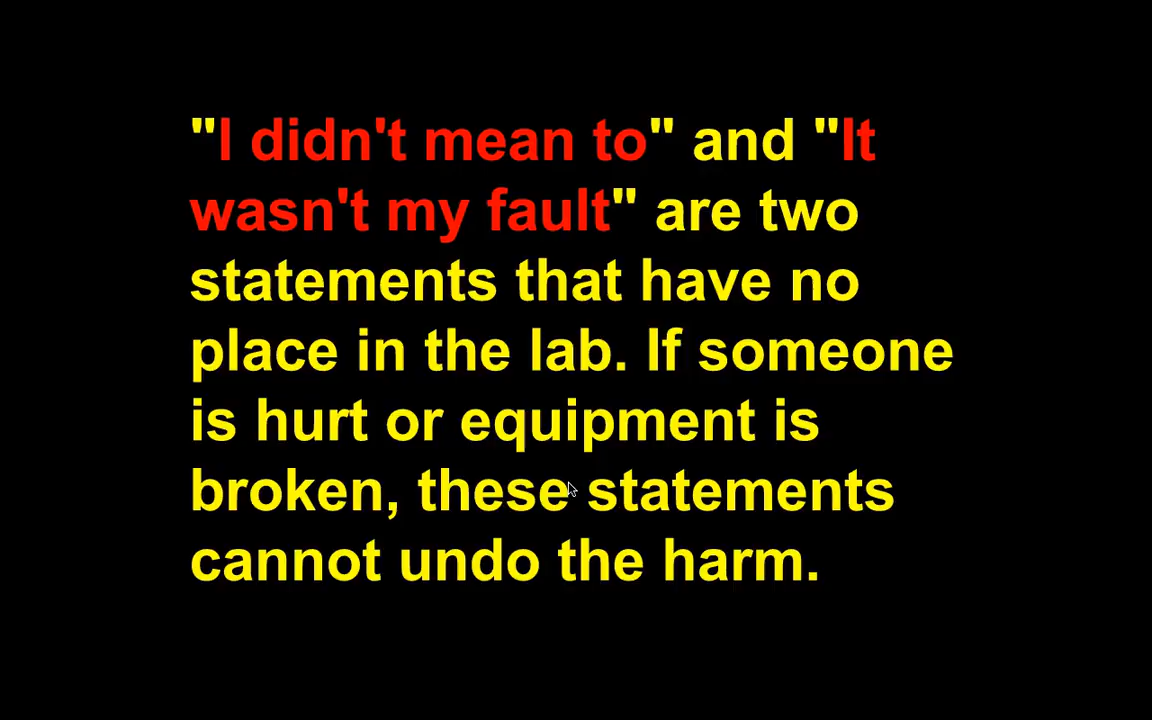 "I didn't mean to" and "It
wasn't my fault" are two
statements that have no
place in the lab. If someone
is hurt or equipment is
broken, these statements
cannot undo the harm.